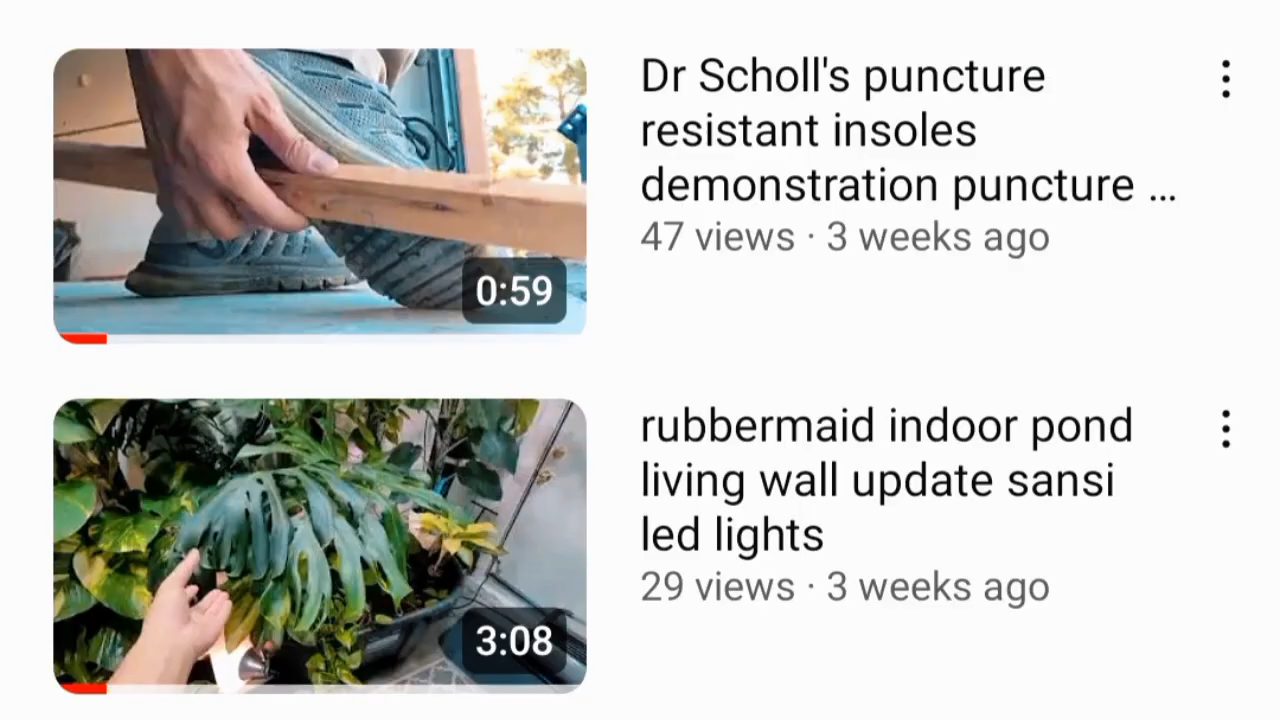 Dr Scholl's puncture
resistant insoles
demonstration puncture ...
47 views · 3 weeks ago
0:59
rubbermaid indoor pond
living wall update sansi
led lights
29 views · 3 weeks ago
3:08